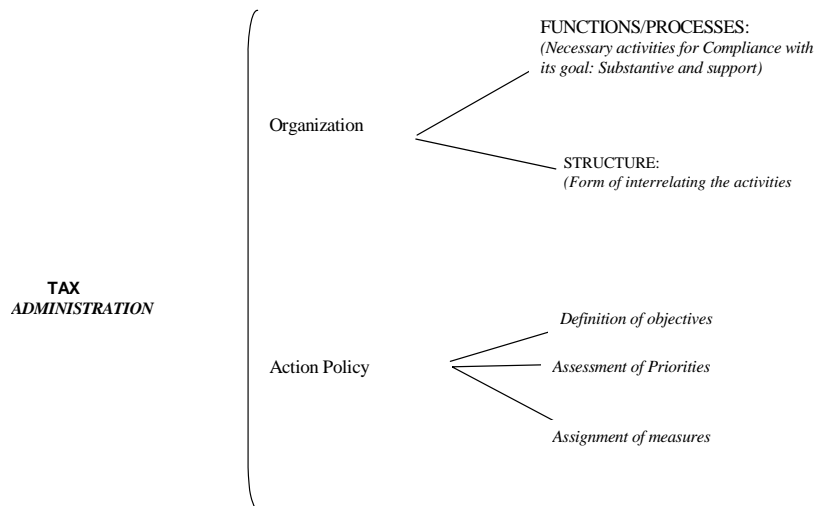 FUNCTIONS/PROCESSES:
(Necessary activities for Compliance with
its goal: Substantive and support)
Organization
STRUCTURE:
(Form of interrelating the activities
TAX
ADMINISTRATION
Definition of objectives
Action Policy
Assessment of Priorities
Assignment of measures